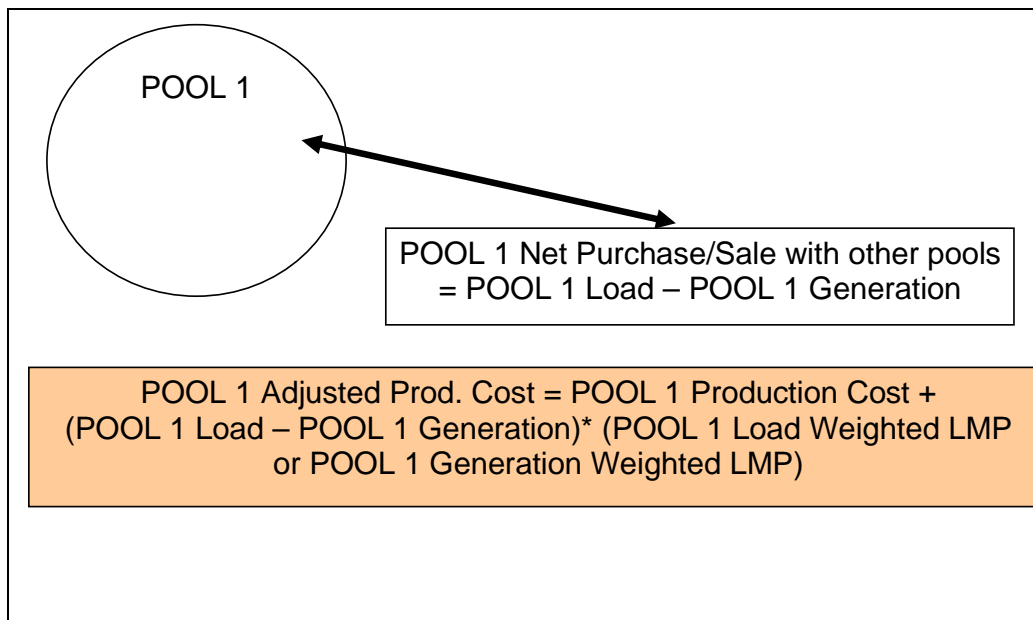 POOL 1
POOL 1 Net Purchase/Sale with other pools
= POOL 1 Load – POOL 1 Generation
POOL 1 Adjusted Prod. Cost = POOL 1 Production Cost +
(POOL 1 Load – POOL 1 Generation)* (POOL 1 Load Weighted LMP
or POOL 1 Generation Weighted LMP)